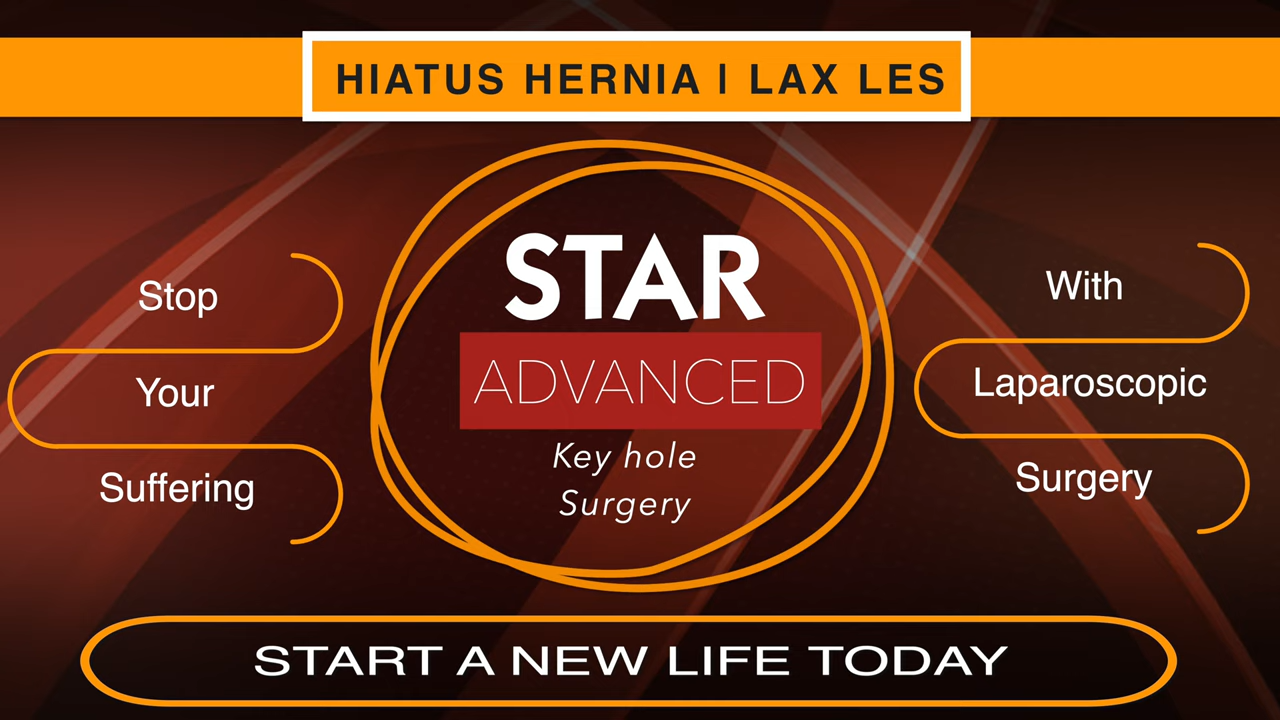 HIATUS HERNIA | LAX LES
STAR
ADVANCED
Key hole
Surgery
Stop
Your
Suffering
With
Laparoscopic
Surgery
START A NEW LIFE TODAY